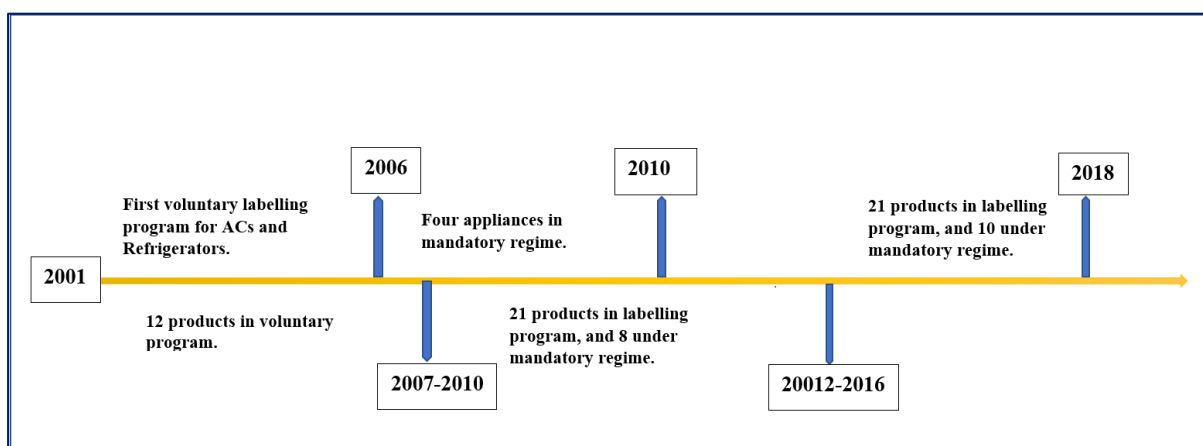 2006
2010
2018
First voluntary labelling
program for ACs and
Refrigerators.
Four appliances in
mandatory regime.
21 products in labelling
program, and 10 under
mandatory regime.
2001
12 products in voluntary
program.
21 products in labelling
program, and 8 under
mandatory regime.
2007-2010
20012-2016